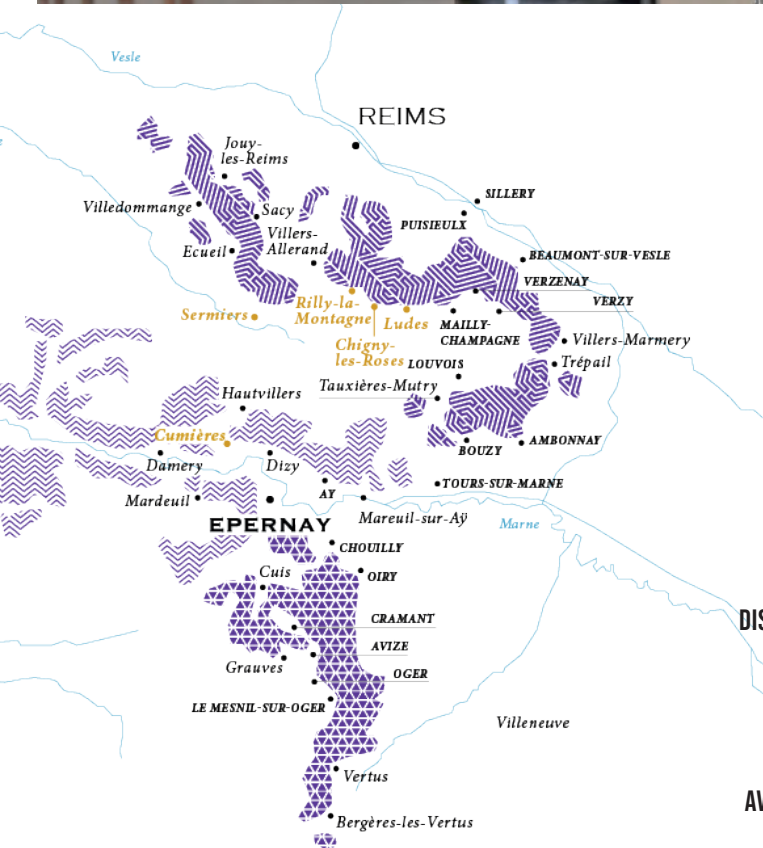 Vesle
REIMS
Jouy-
les-Reims
SILLERY
Villedommange
Sacy
PUISIEULX
Villers-
Allerand
Ecueil
BEAUMONT-SUR-VESLE
VERZENAY
VERZY
Rilly-la-
Montagne
Sermiers
Ludes
MAILLY-
CHAMPAGNE
Chigny-
les-Roses
Villers-Marmery
LOUVOIS
Trépail
Tauxières-Mutry
Hautvillers
Cumières
AMBONNAY
BOUZY
Damery
Dizy
TOURS-SUR-MARNE
AY
Mardeuil
Mareuil-sur-Aÿ
Marne
EPERNAY
CHOUILLY
Cuis
OIRY
CRAMANT
DIS
AVIZE
Grauves
OGER
LE MESNIL-SUR-OGER
Villeneuve
Vertus
AV
Bergères-les-Vertus